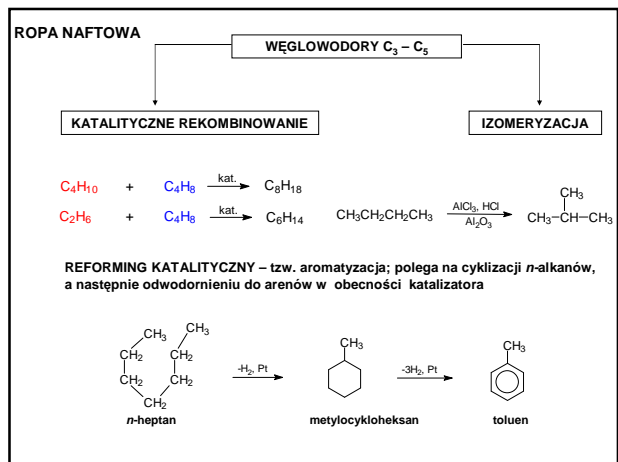 ROPA NAFTOWA
WĘGLOWODORY C₃ – C₅
KATALITYCZNE REKOMBINOWANIE
IZOMERYZACJA
C₄H₁₀ + C₄H₈ kat. C₈H₁₈
C₂H₆ + C₄H₈ kat. C₆H₁₄
CH₃CH₂CH₂CH₃ AlCl₃, HCl Al₂O₃ CH₃ CH₃-CH-CH₃
REFORMING KATALITYCZNY – tzw. aromatyzacja; polega na cyklizacji n-alkanów,
a następnie odwodornieniu do arenów w obecności katalizatora
CH₃ CH₃
CH₂ CH₂
CH₂ CH₂
CH₂
-H₂, Pt
CH₃
-3H₂, Pt
CH₃
n-heptan
metylocykloheksan
toluen